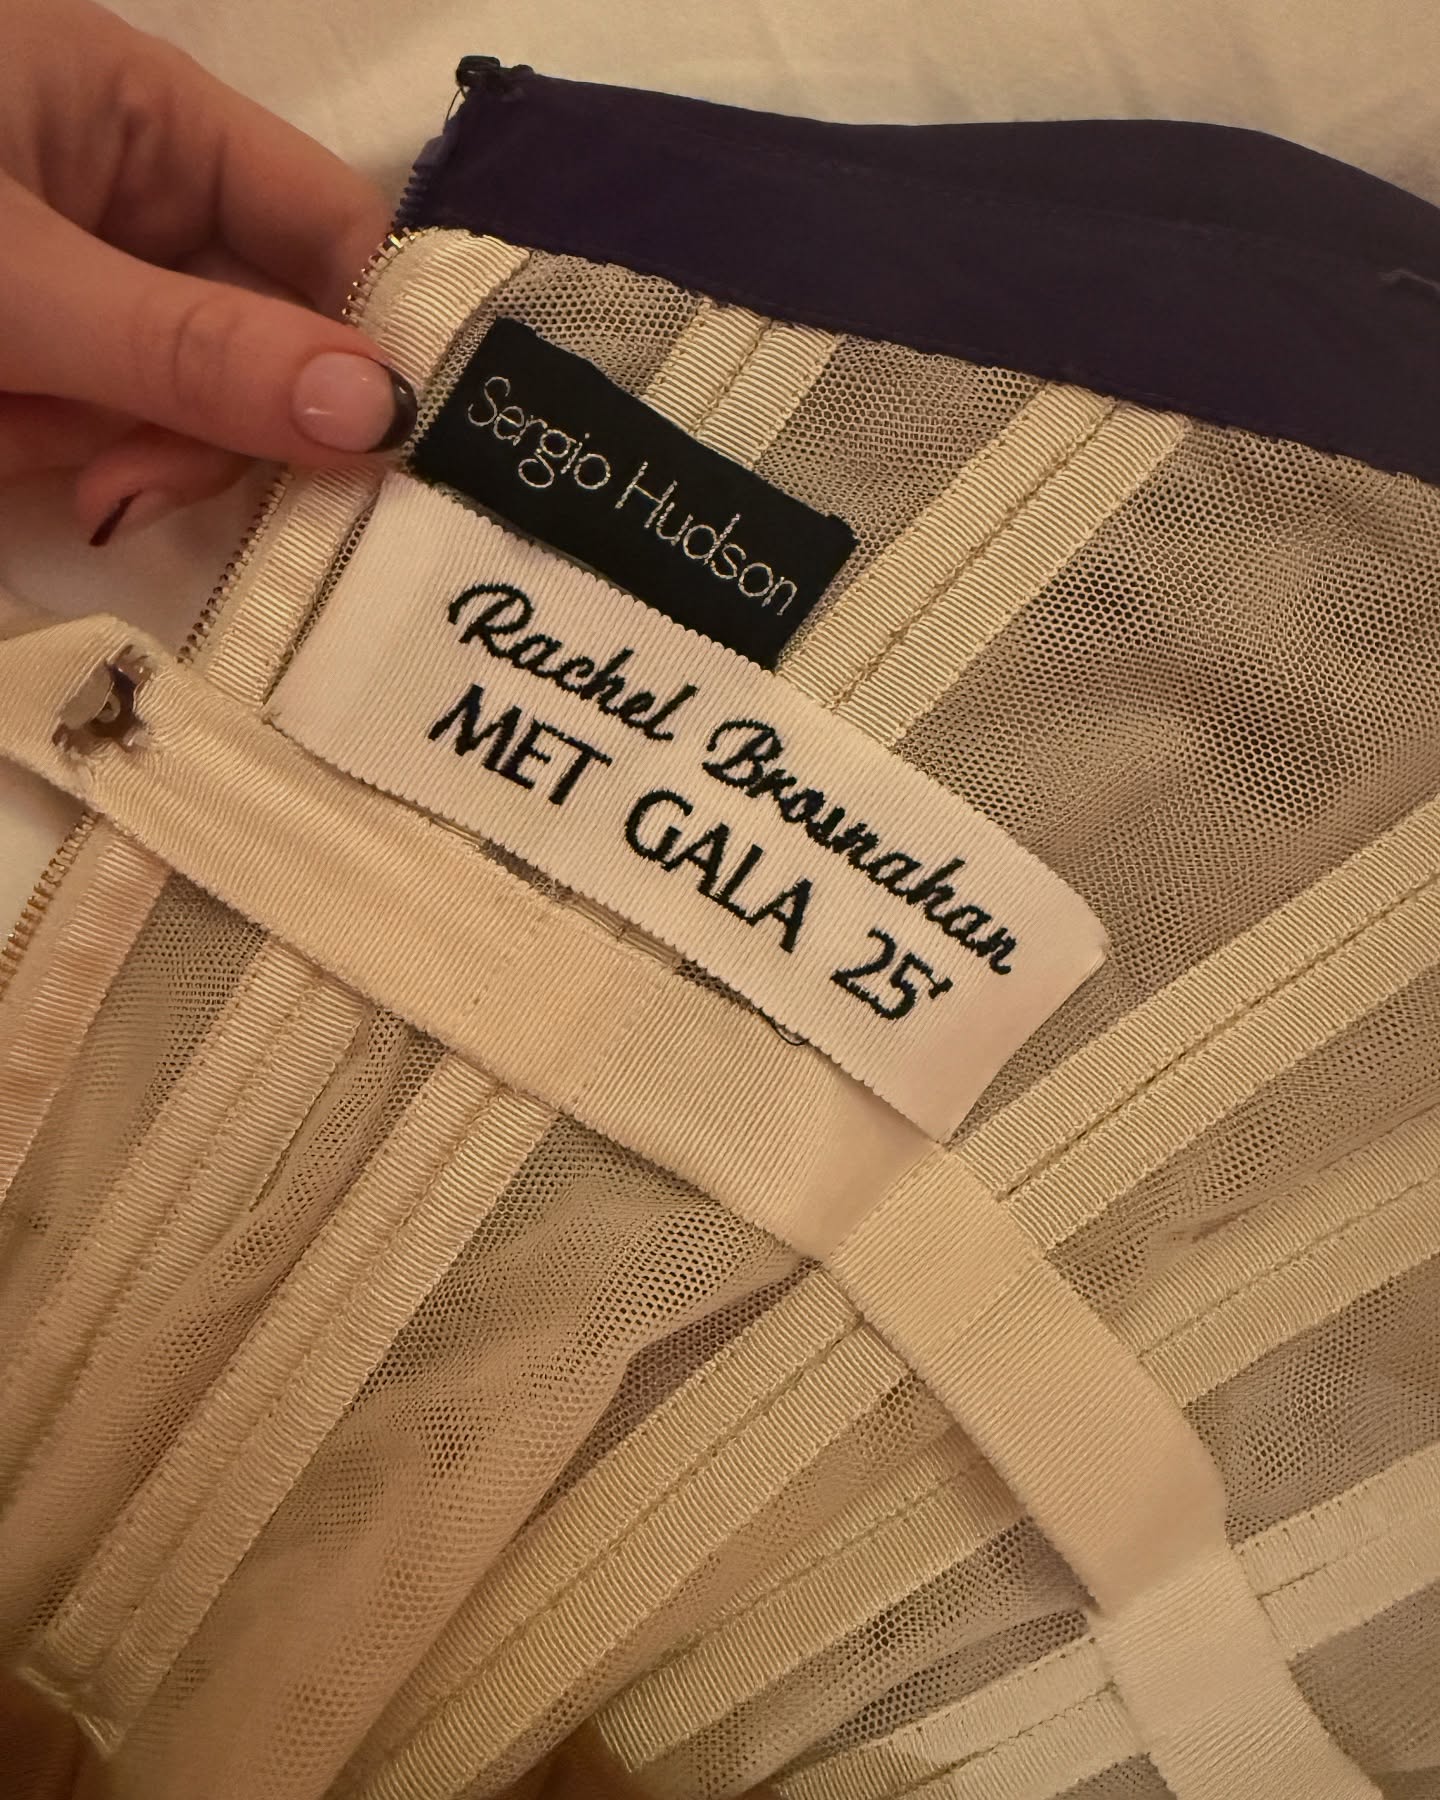 Sergio Hudson
Rachel Brosnahan
MET GALA 25'